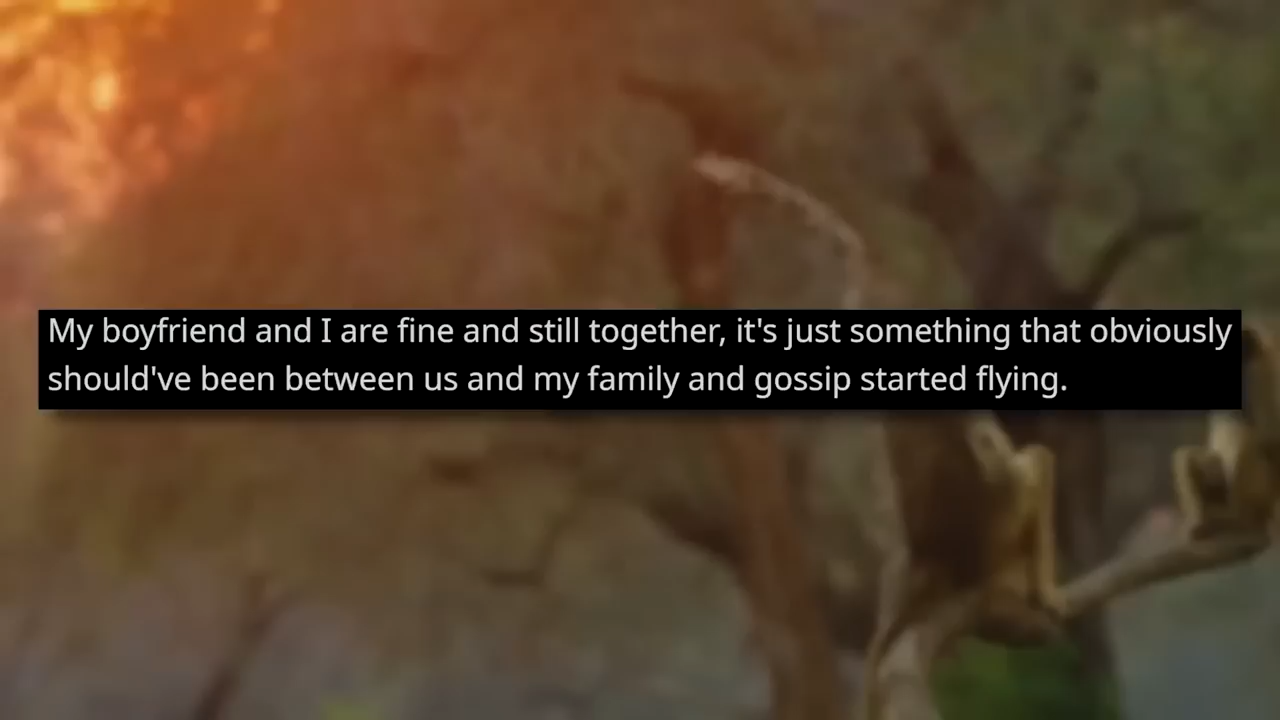 My boyfriend and I are fine and still together, it's just something that obviously
should've been between us and my family and gossip started flying.